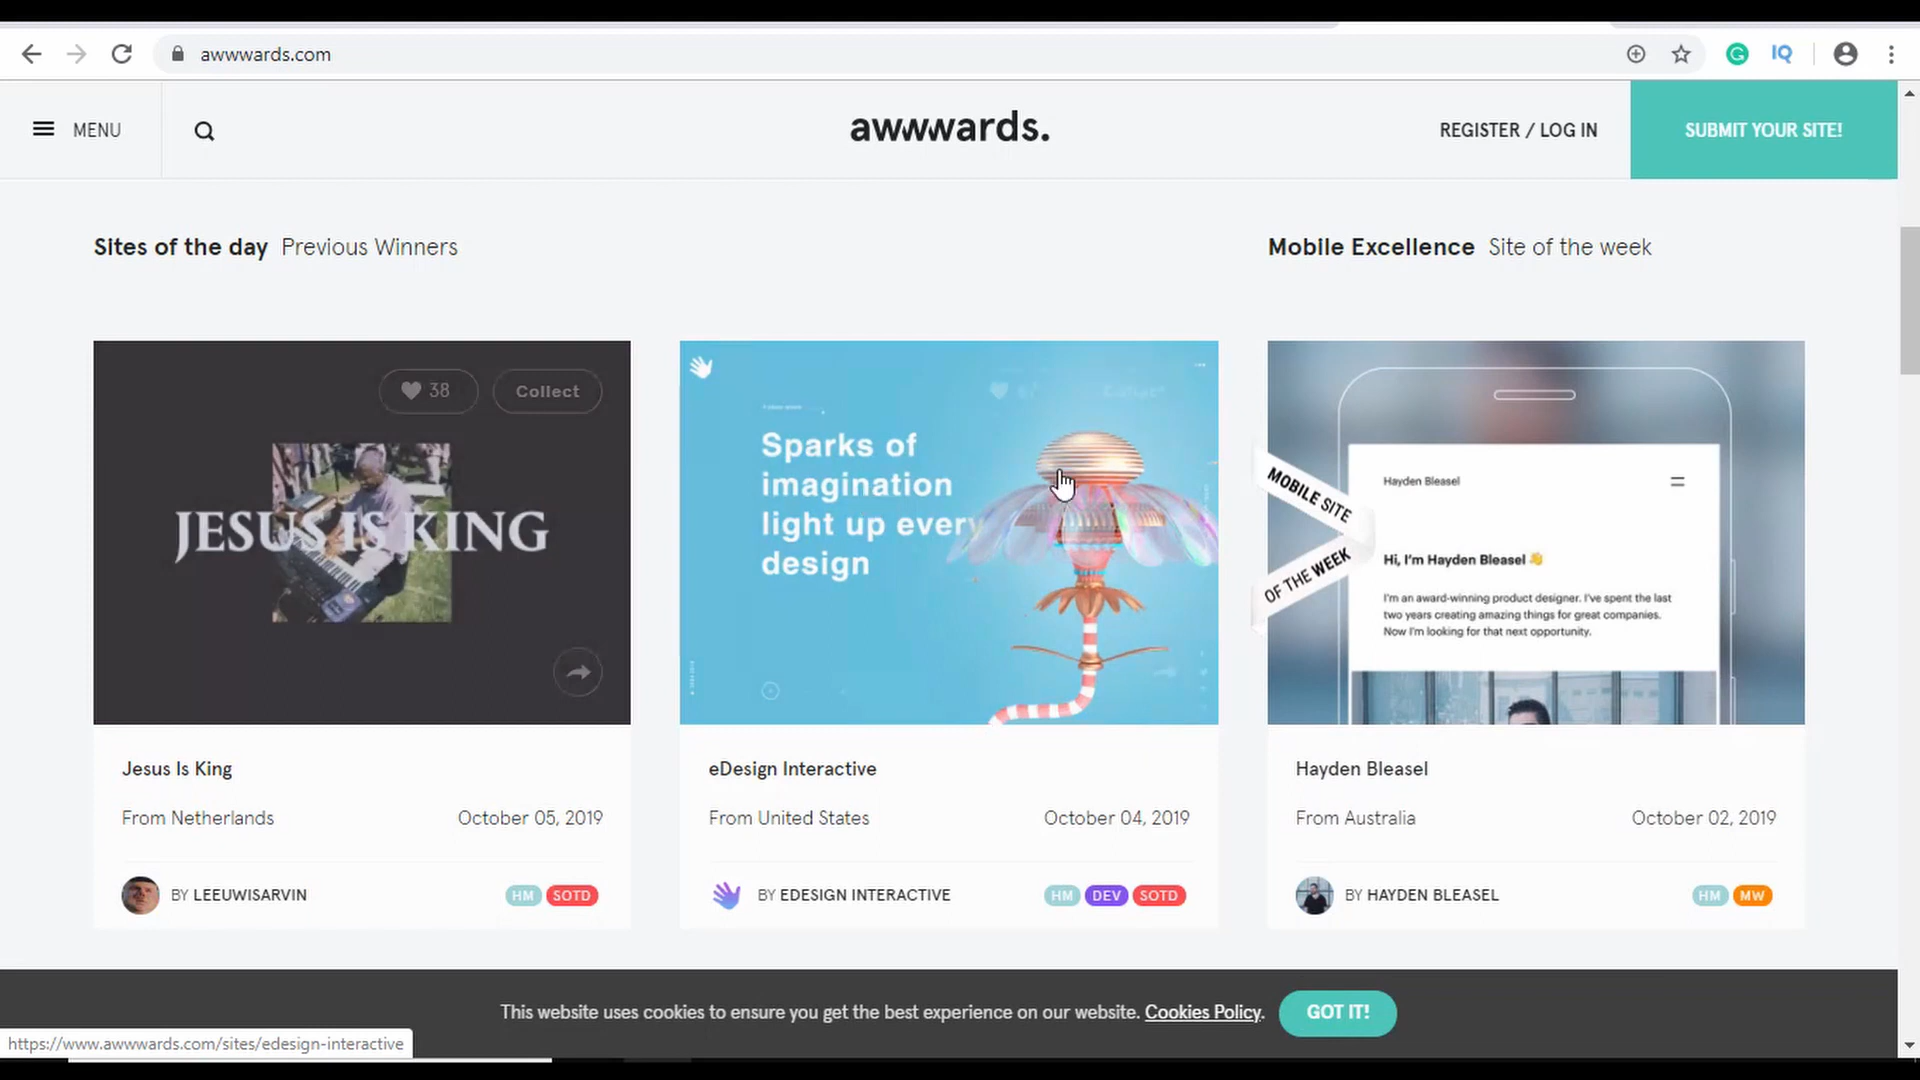 awwwards.com
IQ
MENU
awwwards.
REGISTER / LOG IN
SUBMIT YOUR SITE!
Sites of the day Previous Winners
Mobile Excellence Site of the week
38
Collect
JESUS IS KING
Sparks of
imagination
light up every
design
Collect
MOBILE SITE
OF THE WEEK
Hayden Bleasel
Hi, I'm Hayden Bleasel 👋
I'm an award-winning product designer. I've spent the last
two years creating amazing things for great companies.
Now I'm looking for that next opportunity.
Jesus Is King
From Netherlands
October 05, 2019
BY LEEUWISARVIN
HM
SOTD
eDesign Interactive
From United States
October 04, 2019
BY EDESIGN INTERACTIVE
HM
DEV
SOTD
Hayden Bleasel
From Australia
October 02, 2019
BY HAYDEN BLEASEL
HM
MW
This website uses cookies to ensure you get the best experience on our website. Cookies Policy.
GOT IT!
https://www.awwwards.com/sites/edesign-interactive